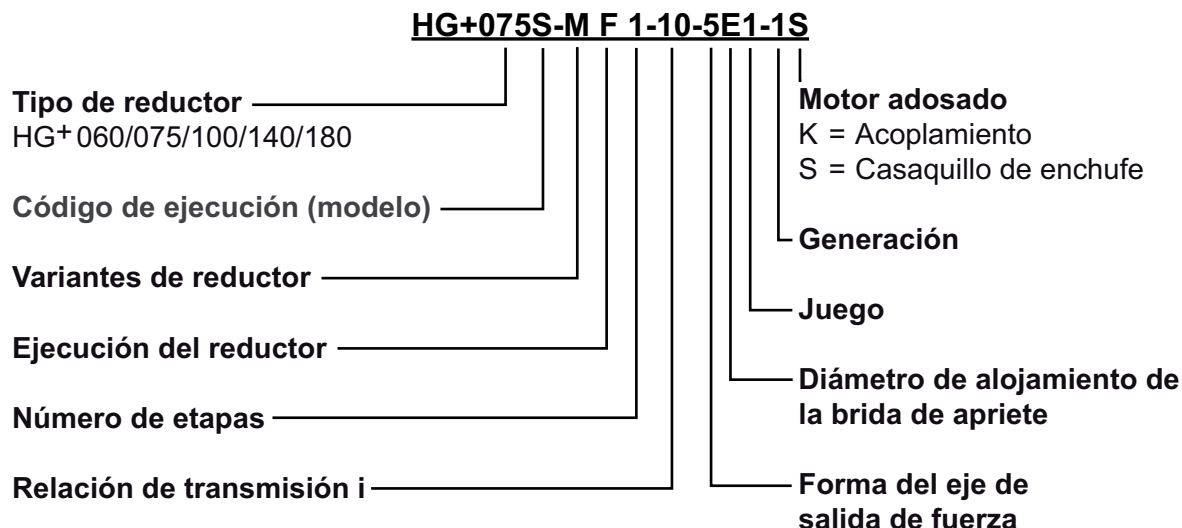 HG+075S-M F 1-10-5E1-1S
Tipo de reductor
HG+ 060/075/100/140/180
Código de ejecución (modelo)
Variantes de reductor
Ejecución del reductor
Número de etapas
Relación de transmisión i
Motor adosado
K = Acoplamiento
S = Casaquillo de enchufe
Generación
Juego
Diámetro de alojamiento de
la brida de apriete
Forma del eje de
salida de fuerza